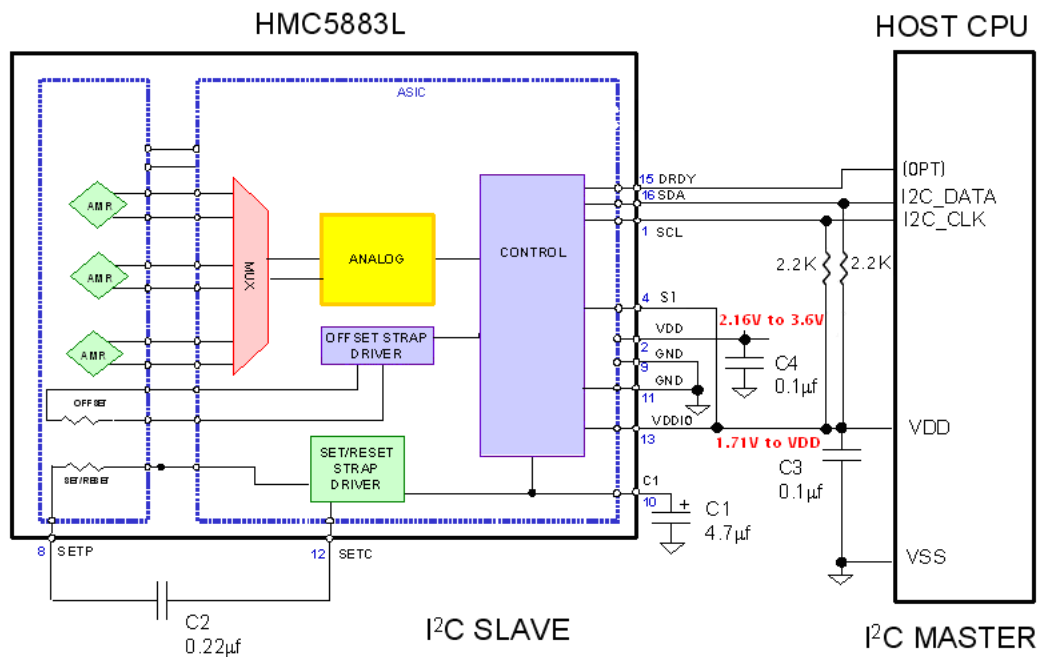 HMC5883L
HOST CPU
ASIC
15 DRDY
(OPT)
16 SDA
I2C_DATA
1 SCL
I2C_CLK
AMR
AMR
AMR
MUX
ANALOG
CONTROL
2.2K
2.2K
4 S1
2.16V to 3.6V
VDD
2
OFFSET STRAP
DRIVER
GND
9
C4
0.1µf
GND
11
OFFSET
VDDIO
13
1.71V to VDD
VDD
SET/RESET
SET/RESET
STRAP
DRIVER
C3
0.1µf
C1
10
+
C1
4.7µf
8 SETP
12 SETC
VSS
C2
0.22µf
I²C SLAVE
I²C MASTER